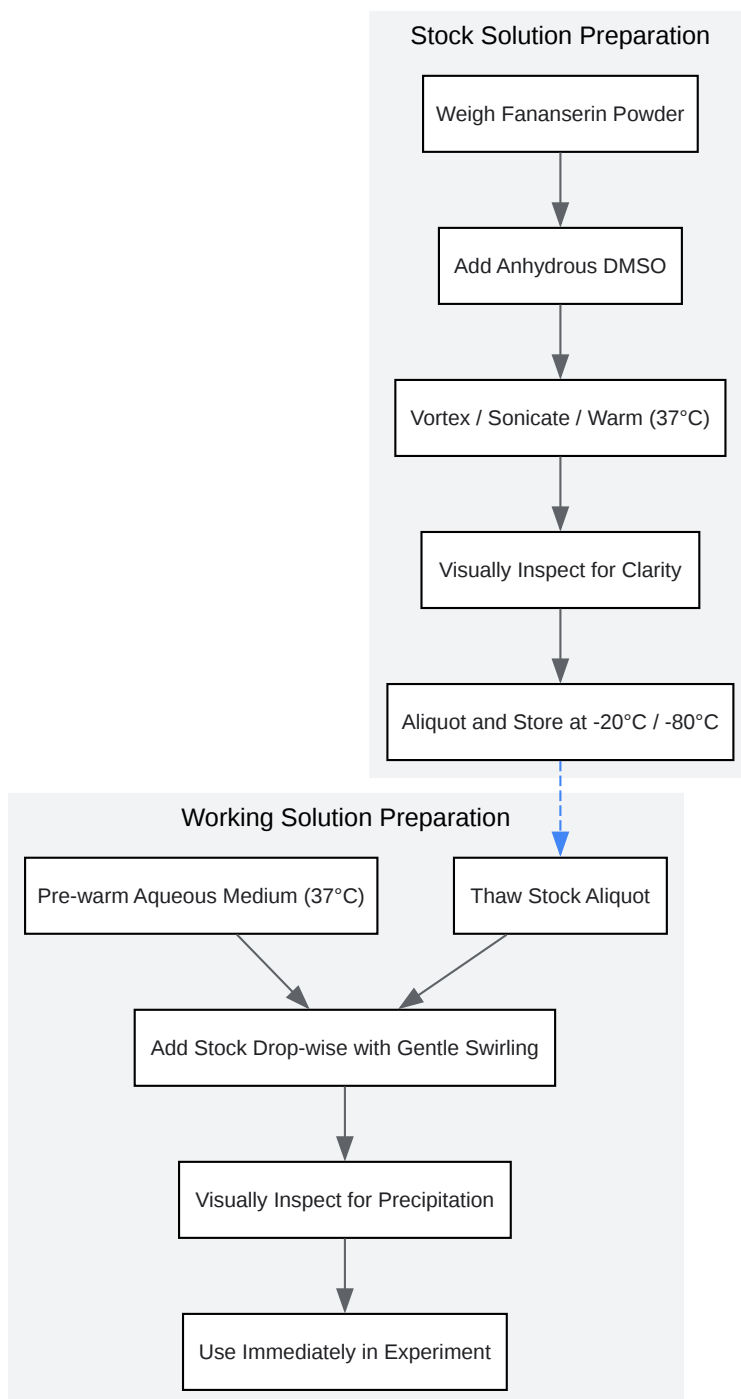 Stock Solution Preparation
Weigh Fananserin Powder
Add Anhydrous DMSO
Vortex / Sonicate / Warm (37°C)
Visually Inspect for Clarity
Aliquot and Store at -20°C / -80°C
Working Solution Preparation
Pre-warm Aqueous Medium (37°C)
Thaw Stock Aliquot
Add Stock Drop-wise with Gentle Swirling
Visually Inspect for Precipitation
Use Immediately in Experiment